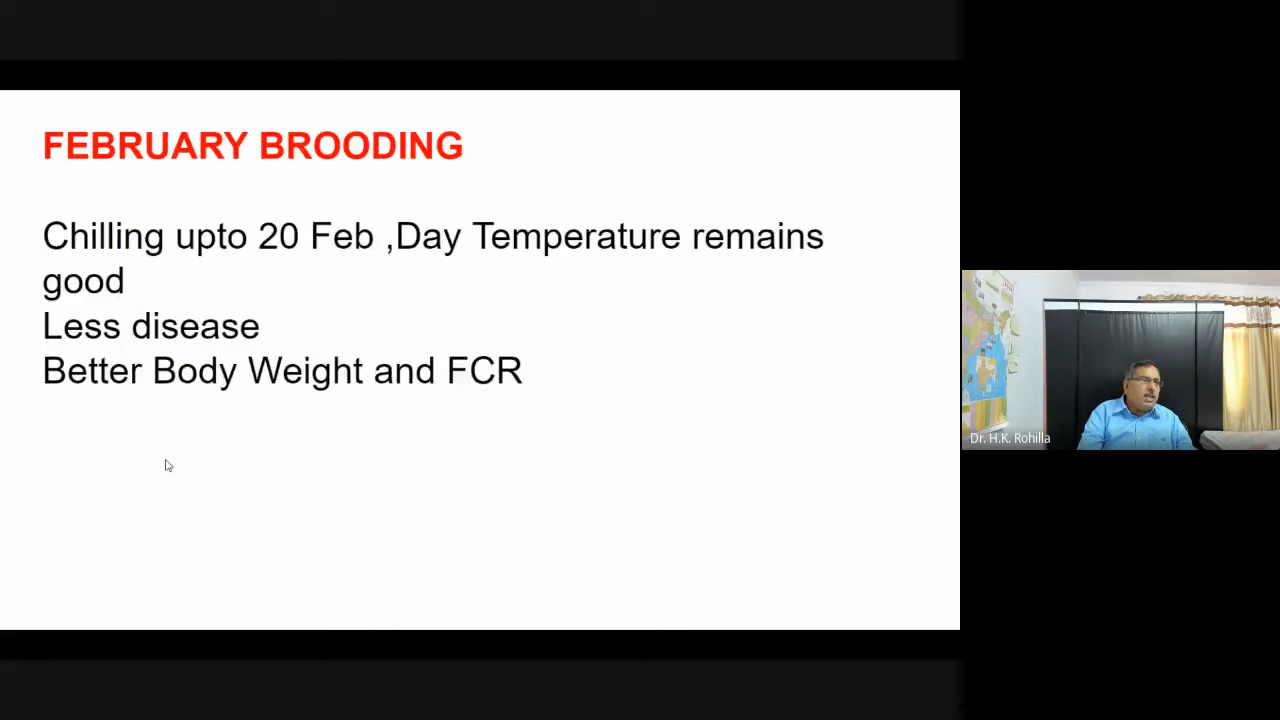 FEBRUARY BROODING
Chilling upto 20 Feb ,Day Temperature remains
good
Less disease
Better Body Weight and FCR
Dr. H.K. Rohilla